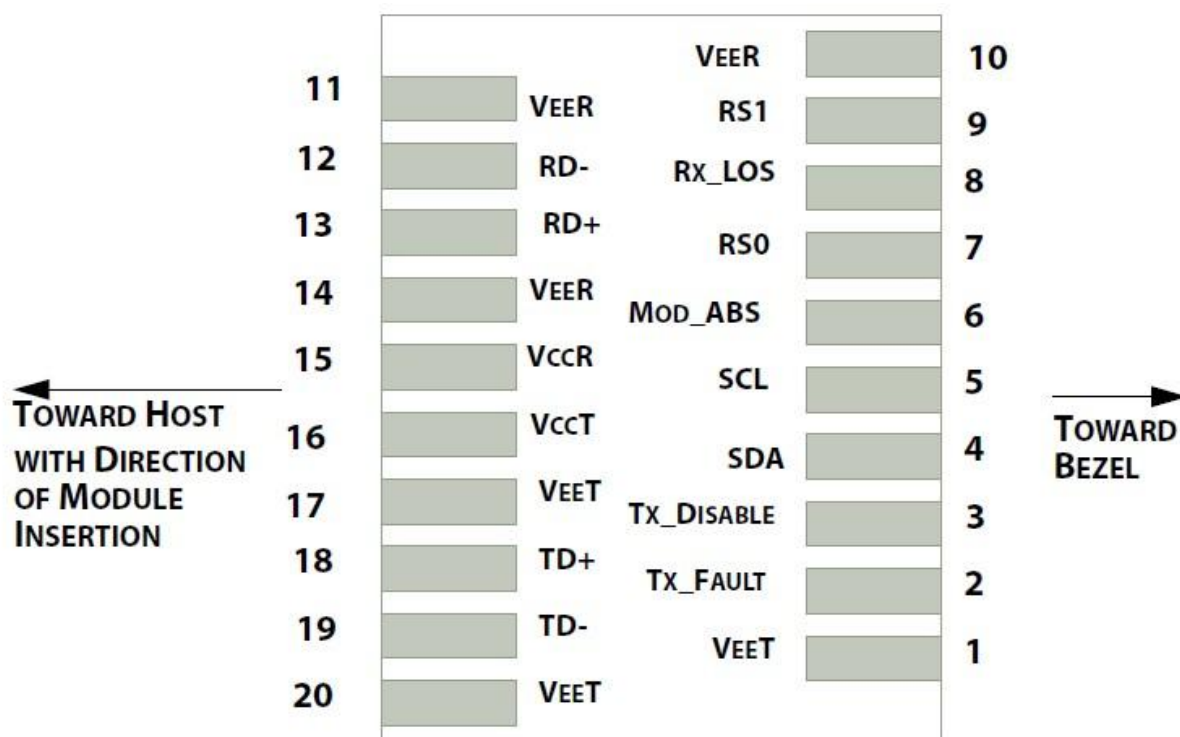 11 VEER
12 RD-
13 RD+
14 VEER
15 VCCR
16 VCCT
17 VEET
18 TD+
19 TD-
20 VEET
VEER 10
RS1 9
RX_LOS 8
RS0 7
MOD_ABS 6
SCL 5
SDA 4
TX_DISABLE 3
TX_FAULT 2
VEET 1
TOWARD HOST
WITH DIRECTION
OF MODULE
INSERTION
TOWARD
BEZEL